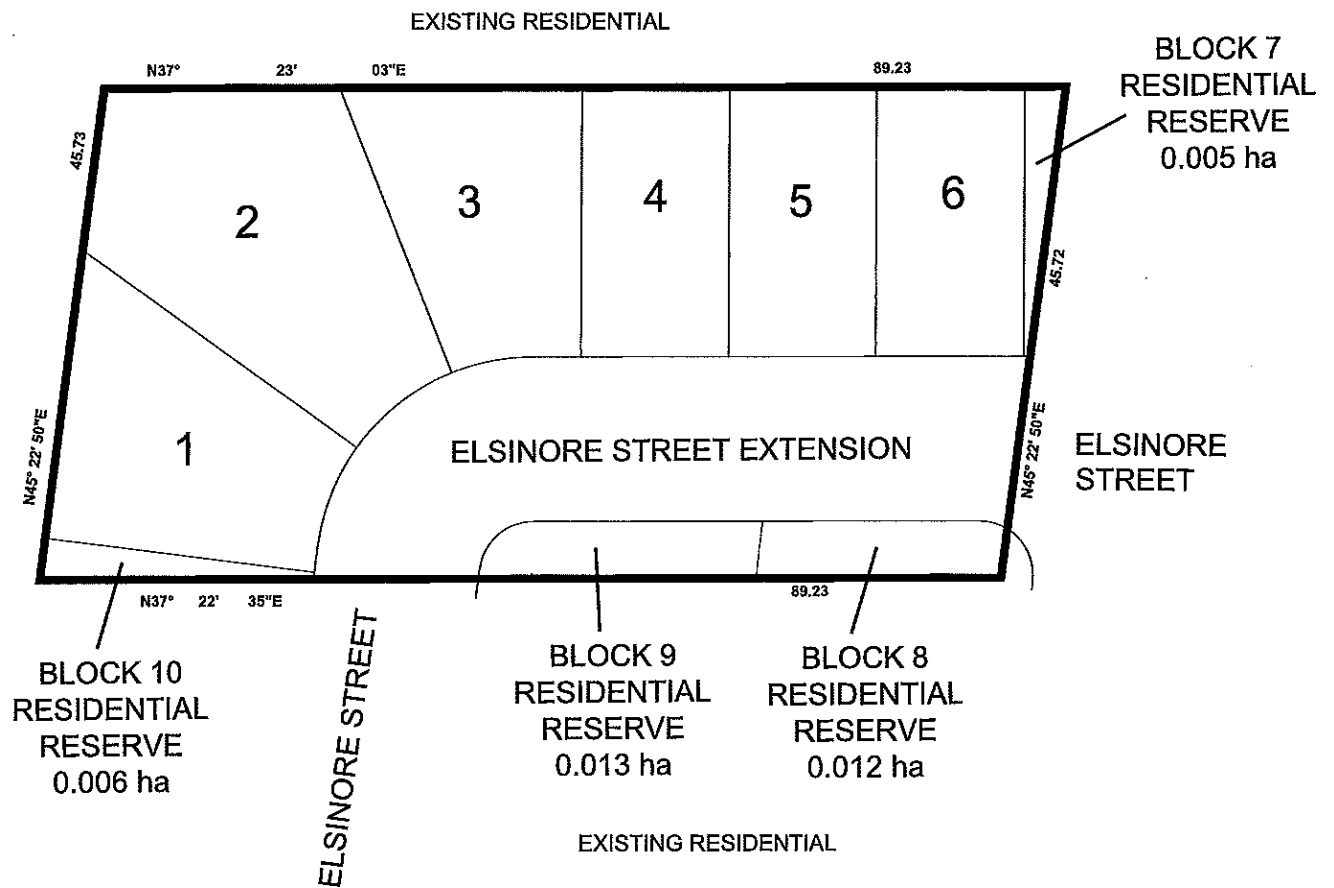 EXISTING RESIDENTIAL
N37° 23' 03"E
89.23
BLOCK 7
RESIDENTIAL
RESERVE
0.005 ha
45.73
2
3
4
5
6
45.72
1
N45° 22' 50"E
ELSINORE STREET EXTENSION
N45° 22' 50"E
ELSINORE
STREET
N37° 22' 35"E
89.23
BLOCK 10
RESIDENTIAL
RESERVE
0.006 ha
ELSINORE STREET
BLOCK 9
RESIDENTIAL
RESERVE
0.013 ha
BLOCK 8
RESIDENTIAL
RESERVE
0.012 ha
EXISTING RESIDENTIAL